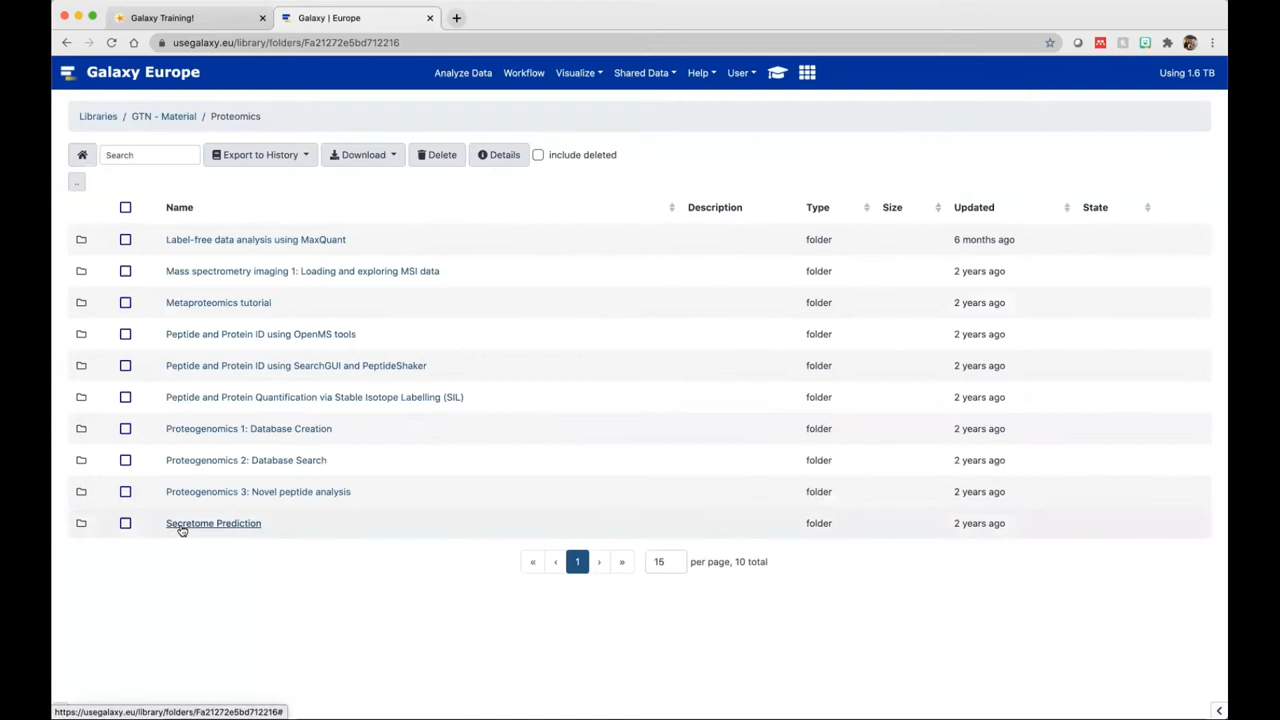 Galaxy Training!
Galaxy | Europe
usegalaxy.eu/library/folders/Fa21272e5bd712216
Galaxy Europe Analyze Data Workflow Visualize Shared Data Help User Using 1.6 TB
Libraries / GTN - Material / Proteomics
Search Export to History Download Delete Details include deleted
..
Name Description Type Size Updated State
Label-free data analysis using MaxQuant folder 6 months ago
Mass spectrometry imaging 1: Loading and exploring MSI data folder 2 years ago
Metaproteomics tutorial folder 2 years ago
Peptide and Protein ID using OpenMS tools folder 2 years ago
Peptide and Protein ID using SearchGUI and PeptideShaker folder 2 years ago
Peptide and Protein Quantification via Stable Isotope Labelling (SIL) folder 2 years ago
Proteogenomics 1: Database Creation folder 2 years ago
Proteogenomics 2: Database Search folder 2 years ago
Proteogenomics 3: Novel peptide analysis folder 2 years ago
Secretome Prediction folder 2 years ago
« ‹ 1 › » 15 per page, 10 total
https://usegalaxy.eu/library/folders/Fa21272e5bd712216#